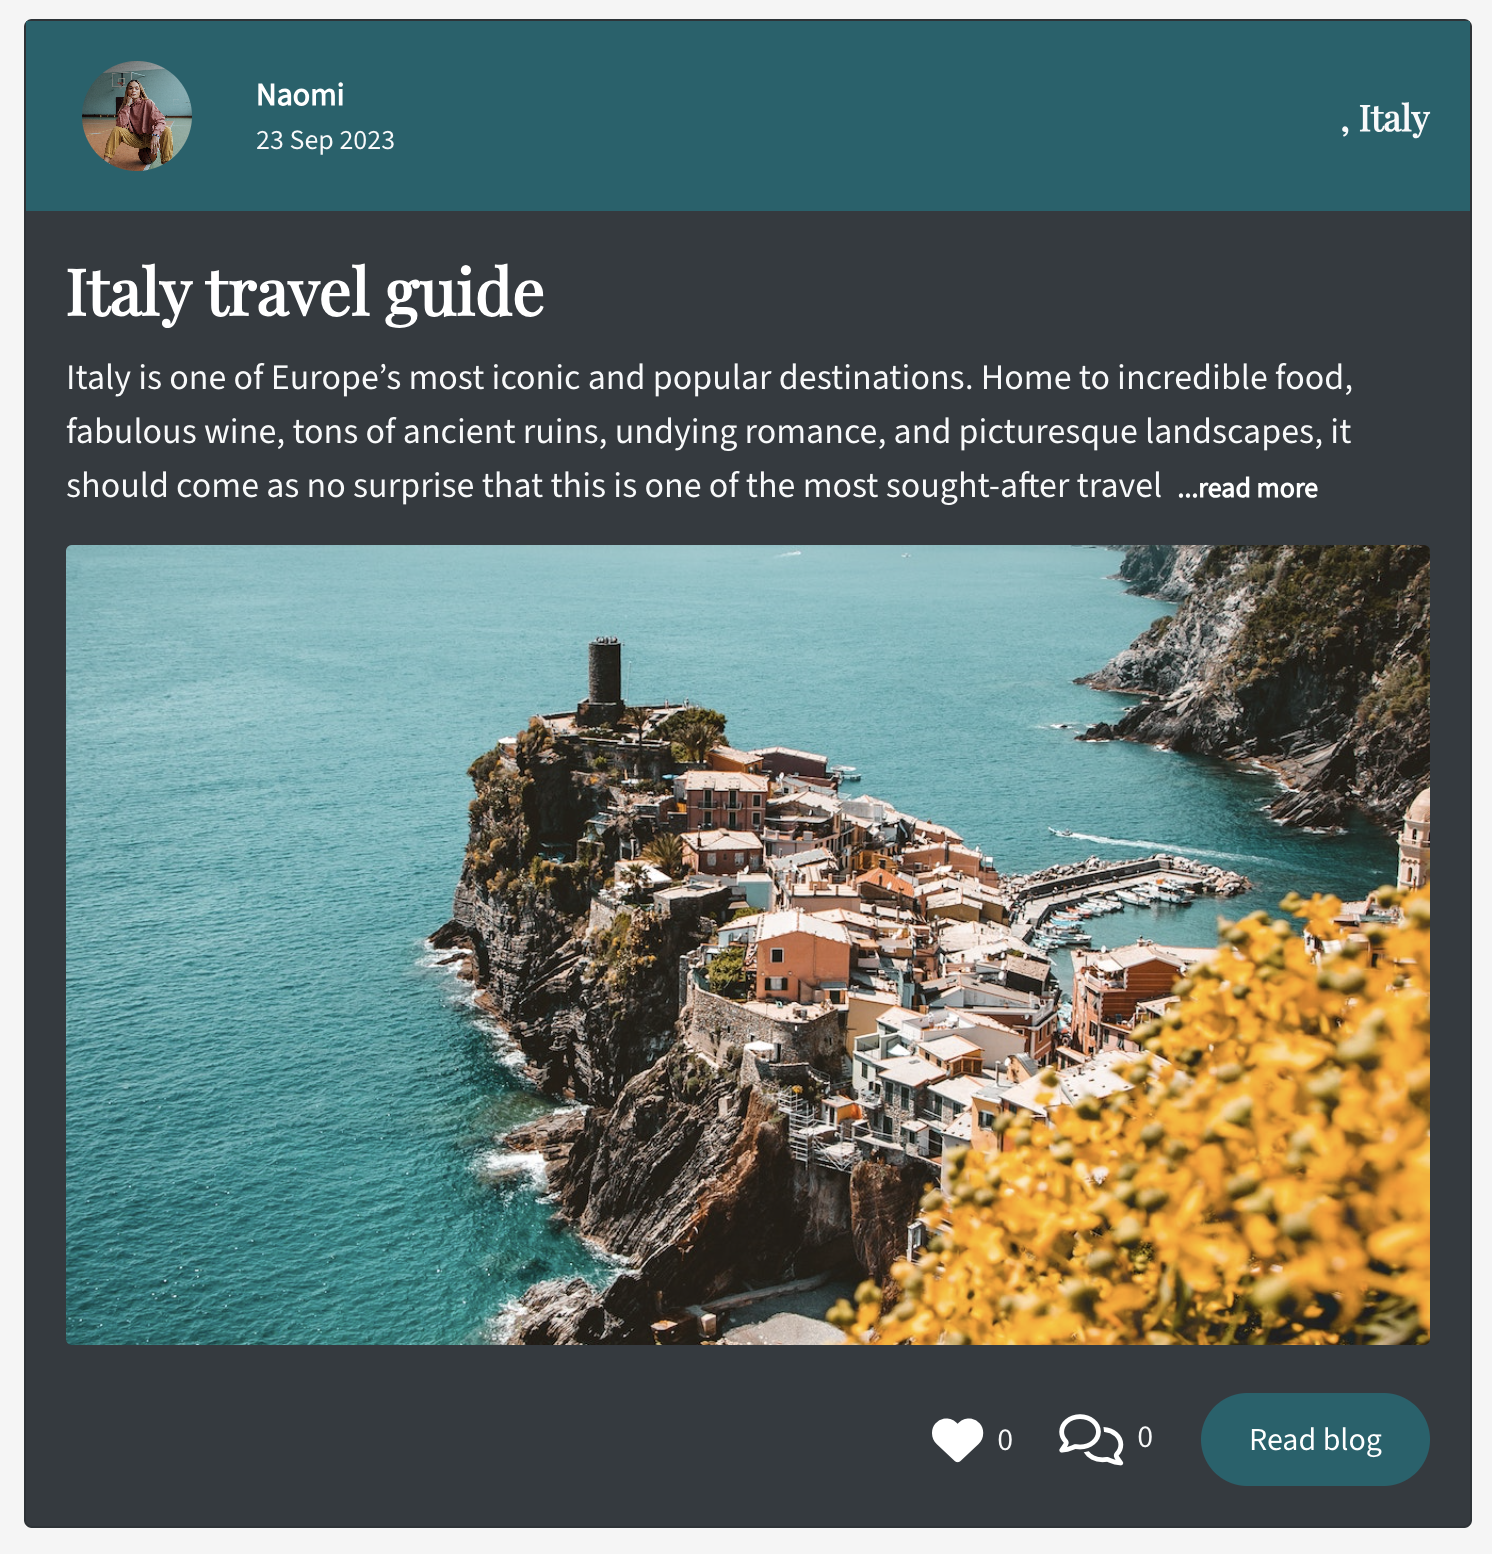 Naomi
23 Sep 2023
, Italy
Italy travel guide
Italy is one of Europe’s most iconic and popular destinations. Home to incredible food,
fabulous wine, tons of ancient ruins, undying romance, and picturesque landscapes, it
should come as no surprise that this is one of the most sought-after travel ...read more
0
0
Read blog